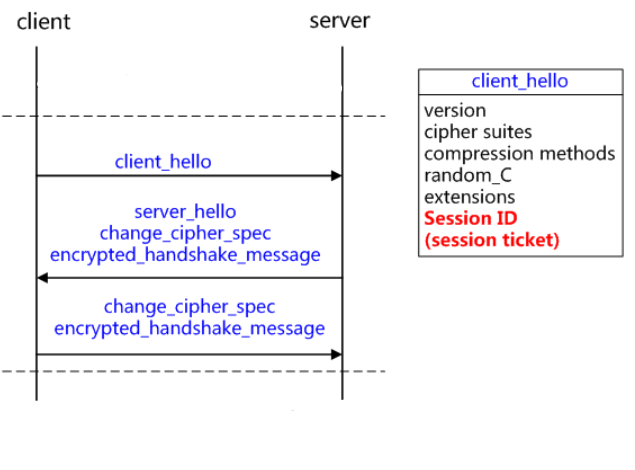 client
server
client_hello
server_hello
change_cipher_spec
encrypted_handshake_message
change_cipher_spec
encrypted_handshake_message
client_hello
version
cipher suites
compression methods
random_C
extensions
Session ID
(session ticket)